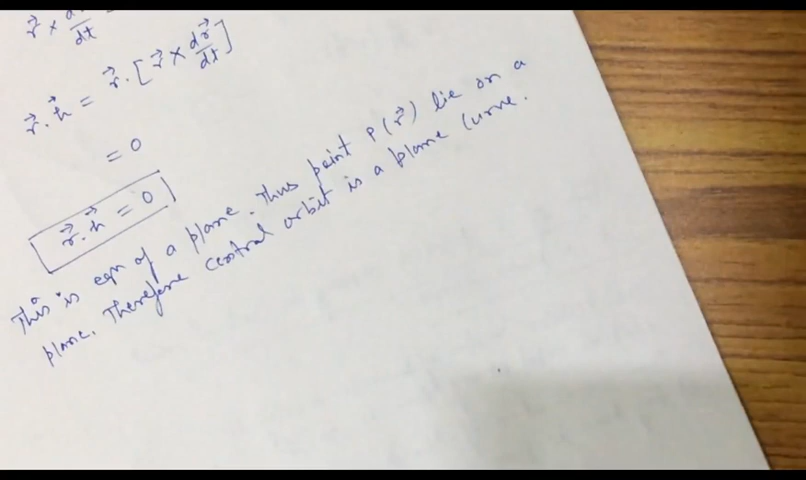 r⃗ × d
dt
r⃗.h⃗ = r⃗.[r⃗ × dr⃗/dt]
= 0
r⃗.h⃗ = 0
This is eqn of a plane. Thus point P(r⃗) lie on a
plane. Therefore central orbit is a plane curve.